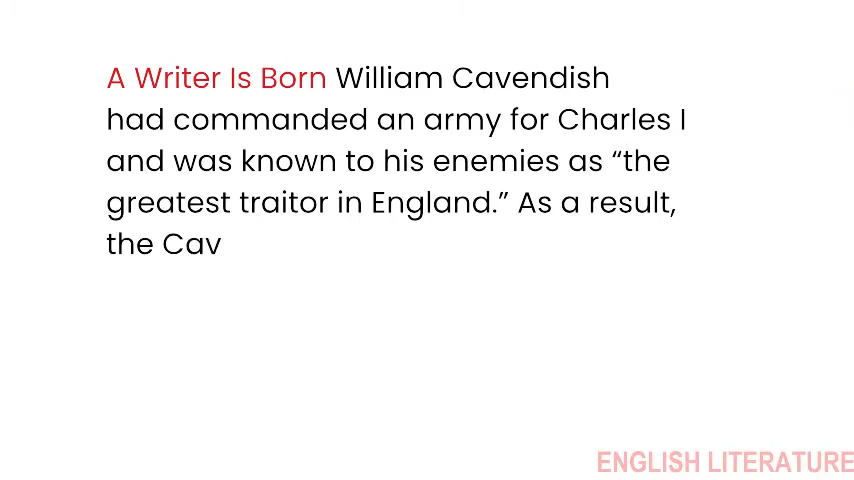 A Writer Is Born William Cavendish
had commanded an army for Charles I
and was known to his enemies as “the
greatest traitor in England.” As a result,
the Cav
ENGLISH LITERATURE